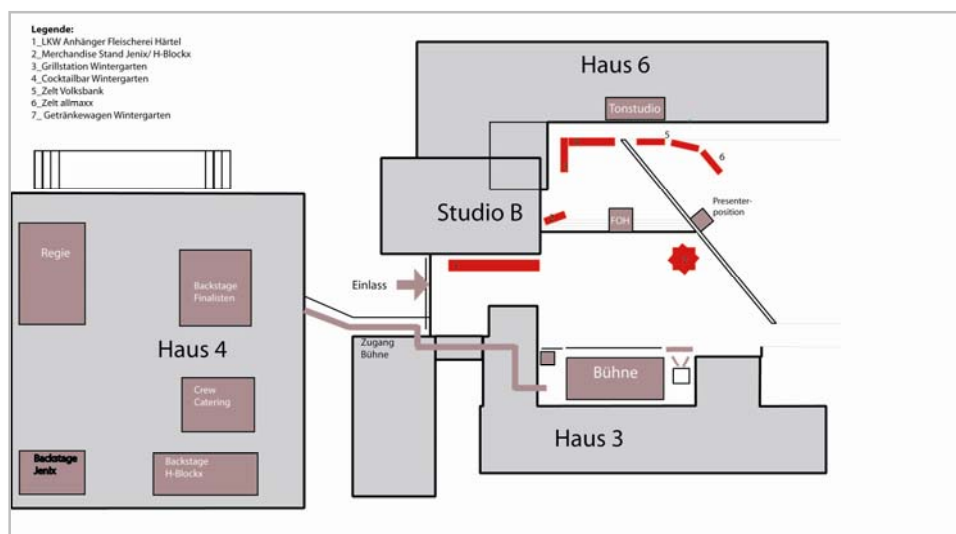 Legende:
1_LKW Anhänger Fleischerei Härtel
2_Merchandise Stand Jenix/ H-Blockx
3_Grillstation Wintergarten
4_Cocktailbar Wintergarten
5_Zelt Volksbank
6_Zelt allmaxx
7_ Getränkewagen Wintergarten
Haus 6
Tonstudio
5
6
Studio B
FOH
Presenter-
position
Regie
Backstage
Finalisten
Einlass
Haus 4
Zugang
Bühne
Bühne
Crew
Catering
Haus 3
Backstage
Jenix
Backstage
H-Blockx